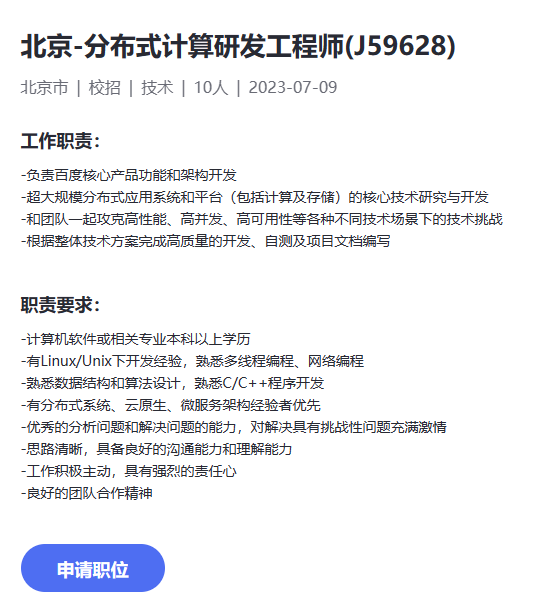 北京-分布式计算研发工程师(J59628)
北京市 | 校招 | 技术 | 10人 | 2023-07-09
工作职责：
-负责百度核心产品功能和架构开发
-超大规模分布式应用系统和平台（包括计算及存储）的核心技术研究与开发
-和团队一起攻克高性能、高并发、高可用性等各种不同技术场景下的技术挑战
-根据整体技术方案完成高质量的开发、自测及项目文档编写
职责要求：
-计算机软件或相关专业本科以上学历
-有Linux/Unix下开发经验，熟悉多线程编程、网络编程
-熟悉数据结构和算法设计，熟悉C/C++程序开发
-有分布式系统、云原生、微服务架构经验者优先
-优秀的分析问题和解决问题的能力，对解决具有挑战性问题充满激情
-思路清晰，具备良好的沟通能力和理解能力
-工作积极主动，具有强烈的责任心
-良好的团队合作精神
申请职位